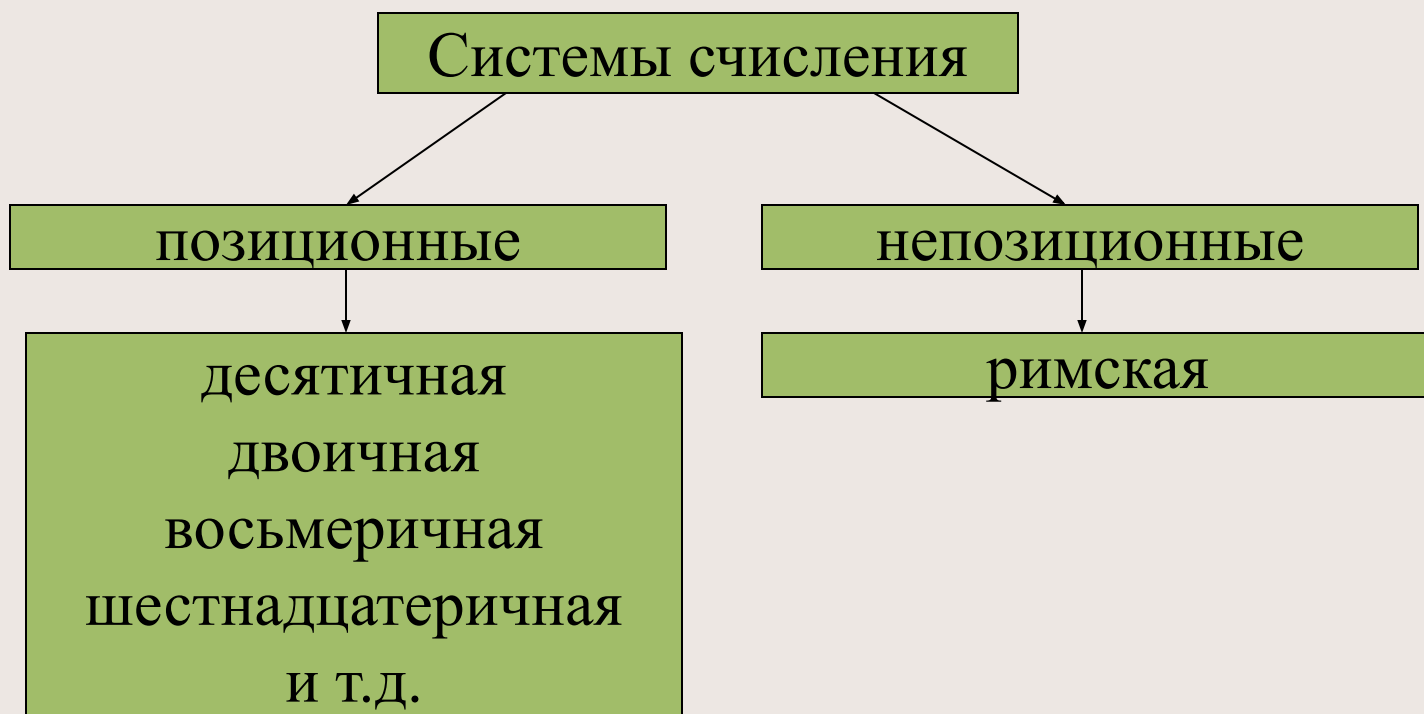 Системы счисления
позиционные
непозиционные
десятичная
двоичная
восьмеричная
шестнадцатеричная
и т.д.
римская